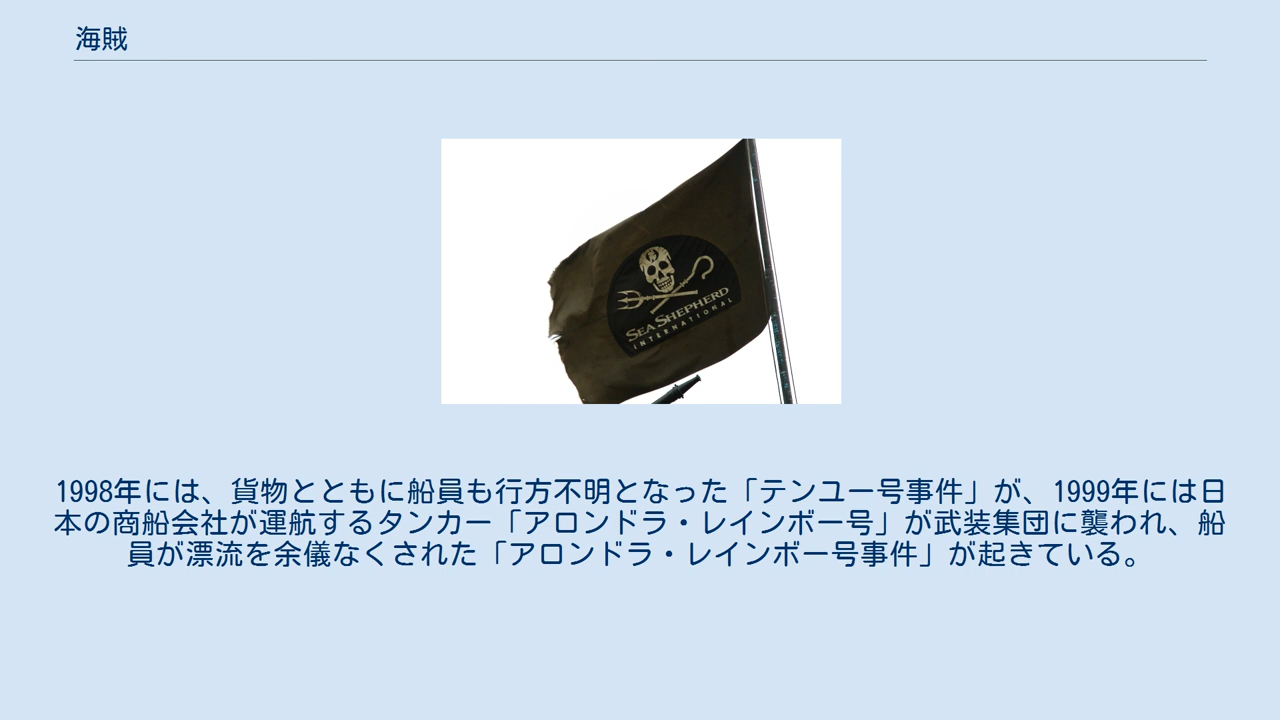 海賊
SEA SHEPHERD
INTERNATIONAL
1998年には、貨物とともに船員も行方不明となった「テンユー号事件」が、1999年には日
本の商船会社が運航するタンカー「アロンドラ・レインボー号」が武装集団に襲われ、船
員が漂流を余儀なくされた「アロンドラ・レインボー号事件」が起きている。